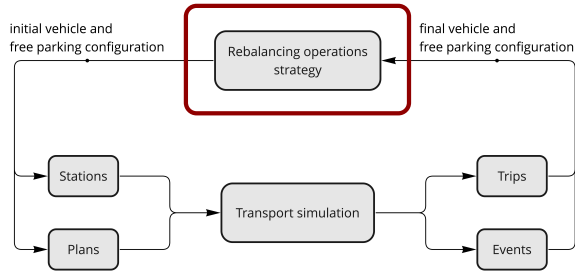 initial vehicle and
free parking configuration
final vehicle and
free parking configuration
Rebalancing operations
strategy
Stations
Trips
Transport simulation
Plans
Events